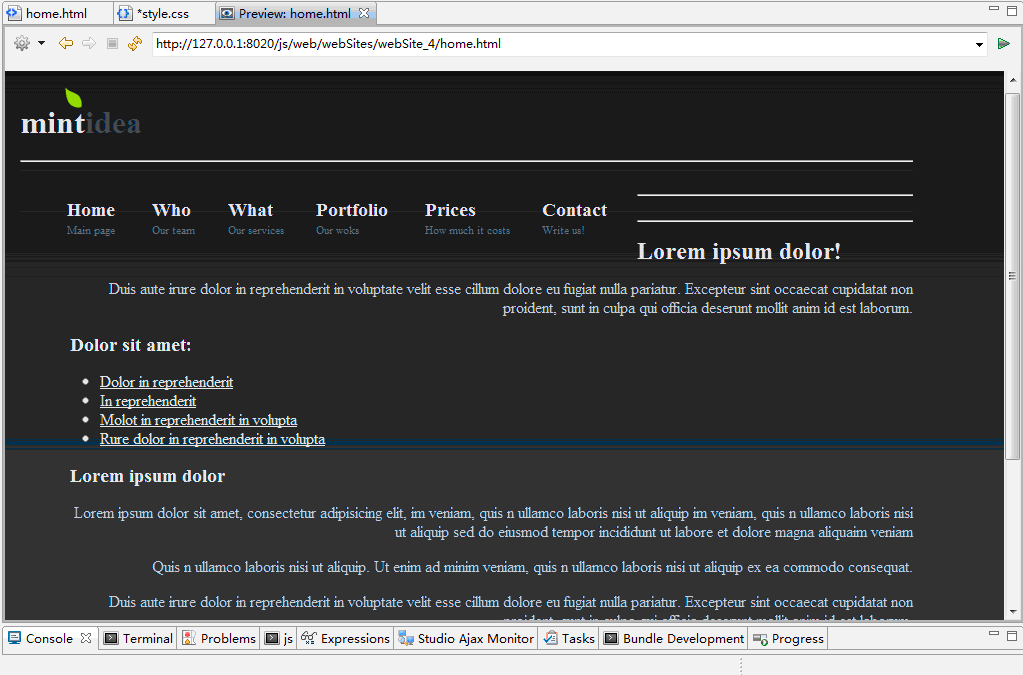 home.html *style.css Preview: home.html
http://127.0.0.1:8020/js/web/webSites/webSite_4/home.html
mintidea
Home Who What Portfolio Prices Contact
Main page Our team Our services Our woks How much it costs Write us!
Lorem ipsum dolor!
Duis aute irure dolor in reprehenderit in voluptate velit esse cillum dolore eu fugiat nulla pariatur. Excepteur sint occaecat cupidatat non
proident, sunt in culpa qui officia deserunt mollit anim id est laborum.
Dolor sit amet:
Dolor in reprehenderit
In reprehenderit
Molot in reprehenderit in volupta
Rure dolor in reprehenderit in volupta
Lorem ipsum dolor
Lorem ipsum dolor sit amet, consectetur adipisicing elit, im veniam, quis n ullamco laboris nisi ut aliquip im veniam, quis n ullamco laboris nisi
ut aliquip sed do eiusmod tempor incididunt ut labore et dolore magna aliquaim veniam
Quis n ullamco laboris nisi ut aliquip. Ut enim ad minim veniam, quis n ullamco laboris nisi ut aliquip ex ea commodo consequat.
Duis aute irure dolor in reprehenderit in voluptate velit esse cillum dolore eu fugiat nulla pariatur. Excepteur sint occaecat cupidatat non
Console Terminal Problems js Expressions Studio Ajax Monitor Tasks Bundle Development Progress